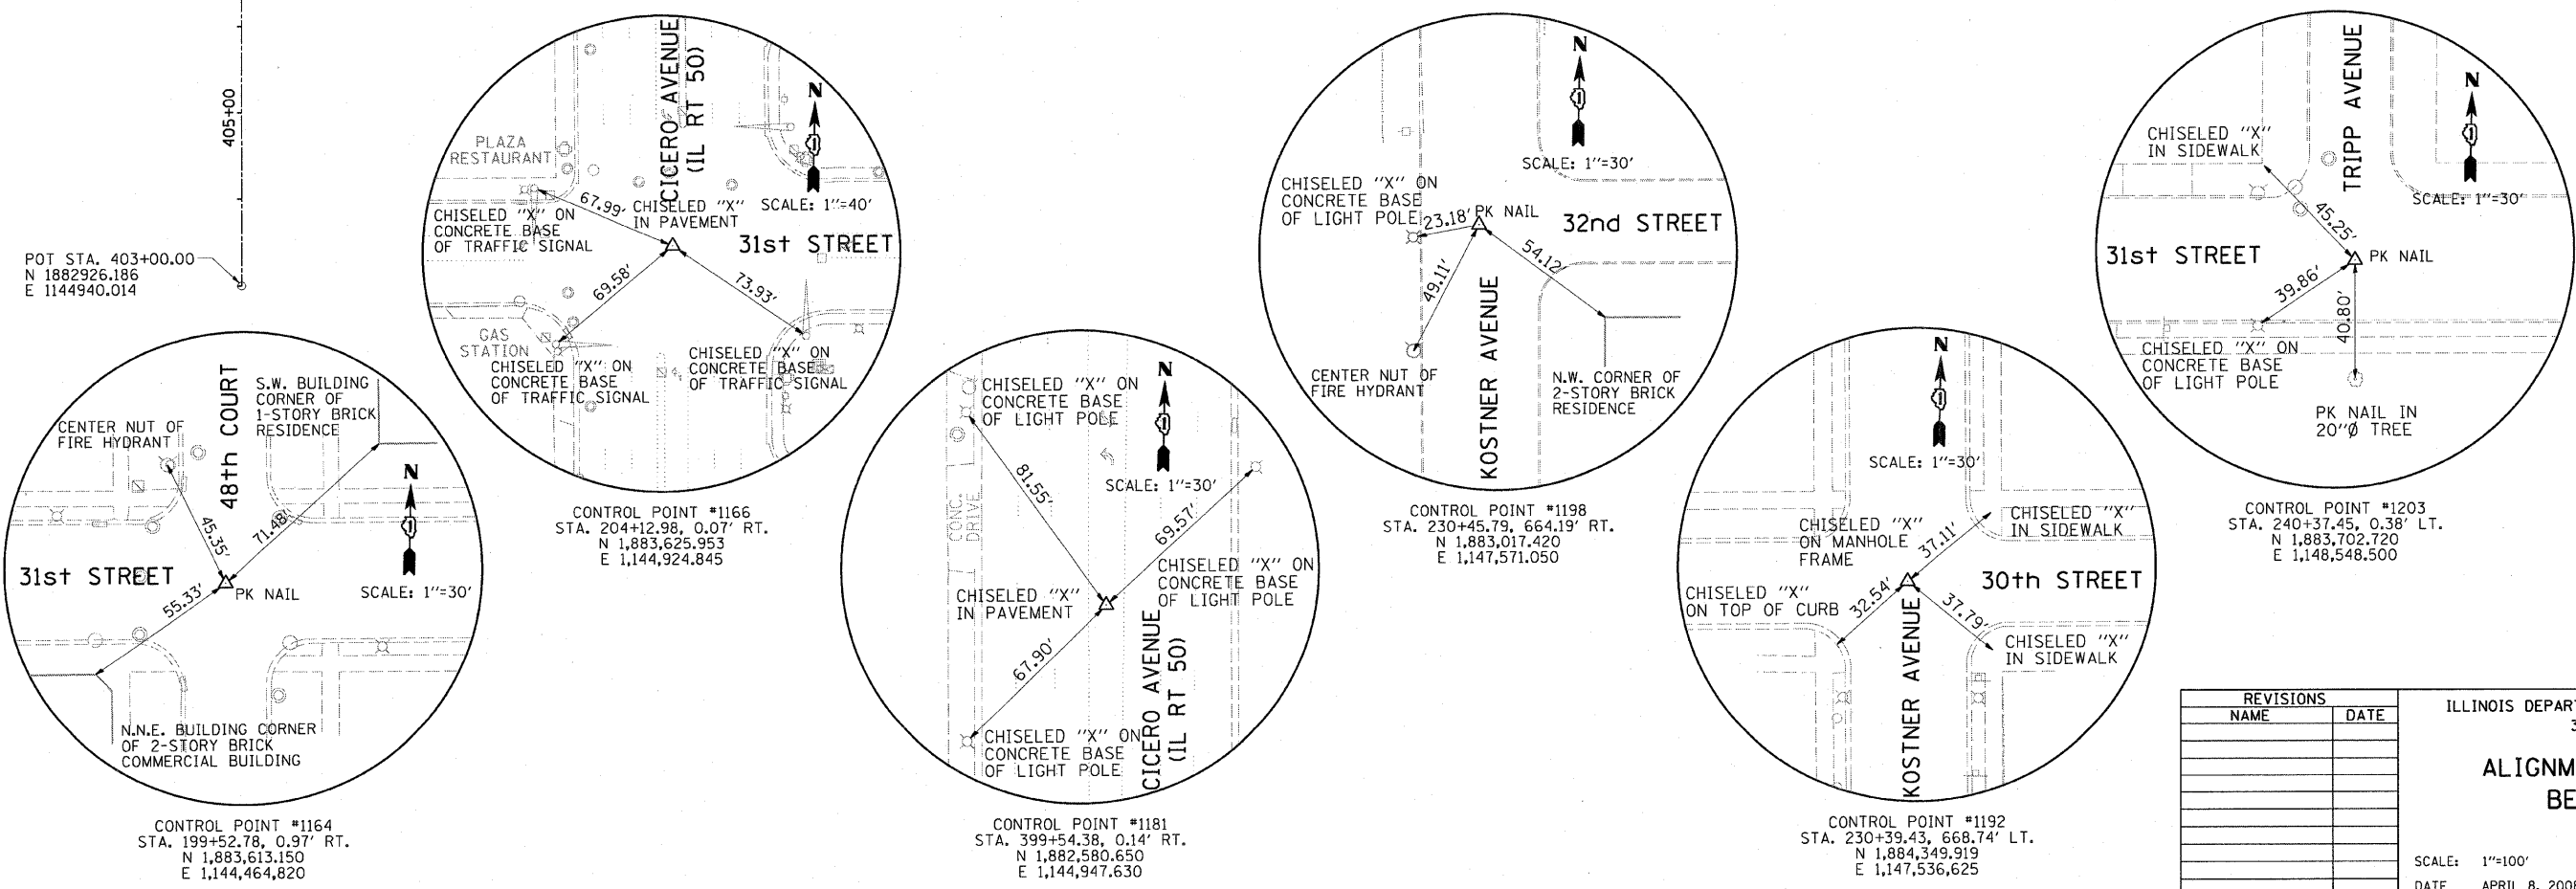 405+00
POT STA. 403+00.00
N 1882926.186
E 1144940.014
48th COURT
CENTER NUT OF
FIRE HYDRANT
S.W. BUILDING
CORNER OF
1-STORY BRICK
RESIDENCE
N
SCALE: 1"=30'
45.35'
71.48'
55.33'
31st STREET
PK NAIL
N.N.E. BUILDING CORNER
OF 2-STORY BRICK
COMMERCIAL BUILDING
CONTROL POINT #1164
STA. 199+52.78, 0.97' RT.
N 1,883,613.150
E 1,144,464,820
CICERO AVENUE
(IL RT 50)
N
PLAZA
RESTAURANT
67.99'
CHISELED "X"
IN PAVEMENT
SCALE: 1"=40'
CHISELED "X" ON
CONCRETE BASE
OF TRAFFIC SIGNAL
31st STREET
69.58'
73.93'
GAS
STATION
CHISELED "X" ON
CONCRETE BASE
OF TRAFFIC SIGNAL
CHISELED "X" ON
CONCRETE BASE
OF TRAFFIC SIGNAL
CONTROL POINT #1166
STA. 204+12.98, 0.07' RT.
N 1,883,625.953
E 1,144,924.845
CHISELED "X" ON
CONCRETE BASE
OF LIGHT POLE
N
SCALE: 1"=30'
81.55'
69.57'
CONC.
DRIVE
CHISELED "X"
IN PAVEMENT
CHISELED "X" ON
CONCRETE BASE
OF LIGHT POLE
67.90'
CICERO AVENUE
(IL RT 50)
CHISELED "X" ON
CONCRETE BASE
OF LIGHT POLE
CONTROL POINT #1181
STA. 399+54.38, 0.14' RT.
N 1,882,580.650
E 1,144,947.630
N
SCALE: 1"=30'
CHISELED "X" ON
CONCRETE BASE
OF LIGHT POLE
23.18'
PK NAIL
32nd STREET
49.11'
54.12'
KOSTNER AVENUE
CENTER NUT OF
FIRE HYDRANT
N.W. CORNER OF
2-STORY BRICK
RESIDENCE
CONTROL POINT #1198
STA. 230+45.79, 664.19' RT.
N 1,883,017.420
E 1,147,571.050
N
SCALE: 1"=30'
CHISELED "X"
ON MANHOLE
FRAME
37.11'
CHISELED "X"
IN SIDEWALK
30th STREET
CHISELED "X"
ON TOP OF CURB
32.54'
37.79'
CHISELED "X"
IN SIDEWALK
KOSTNER AVENUE
CONTROL POINT #1192
STA. 230+39.43, 668.74' LT.
N 1,884,349.919
E 1,147,536,625
TRIPP AVENUE
N
CHISELED "X"
IN SIDEWALK
SCALE: 1"=30'
45.25'
31st STREET
PK NAIL
39.86'
40.80'
CHISELED "X" ON
CONCRETE BASE
OF LIGHT POLE
PK NAIL IN
20"Ø TREE
CONTROL POINT #1203
STA. 240+37.45, 0.38' LT.
N 1,883,702.720
E 1,148,548.500
REVISIONS
NAME DATE
ILLINOIS DEPAR
3
ALIGNM
BE
SCALE: 1"=100'
DATE APRIL 8, 200